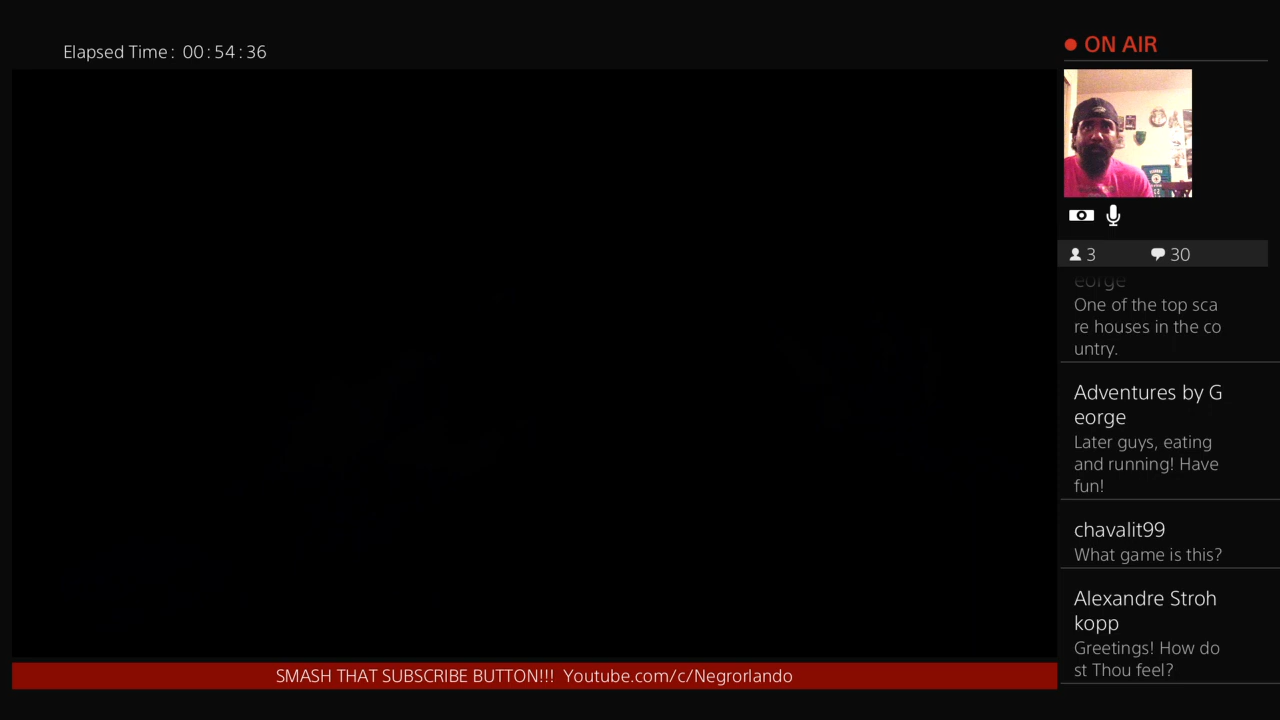 Elapsed Time: 00:54:36
ON AIR
3
30
eorge
One of the top sca
re houses in the co
untry.
Adventures by G
eorge
Later guys, eating
and running! Have
fun!
chavalit99
What game is this?
Alexandre Stroh
kopp
Greetings! How do
st Thou feel?
SMASH THAT SUBSCRIBE BUTTON!!! Youtube.com/c/Negrorlando